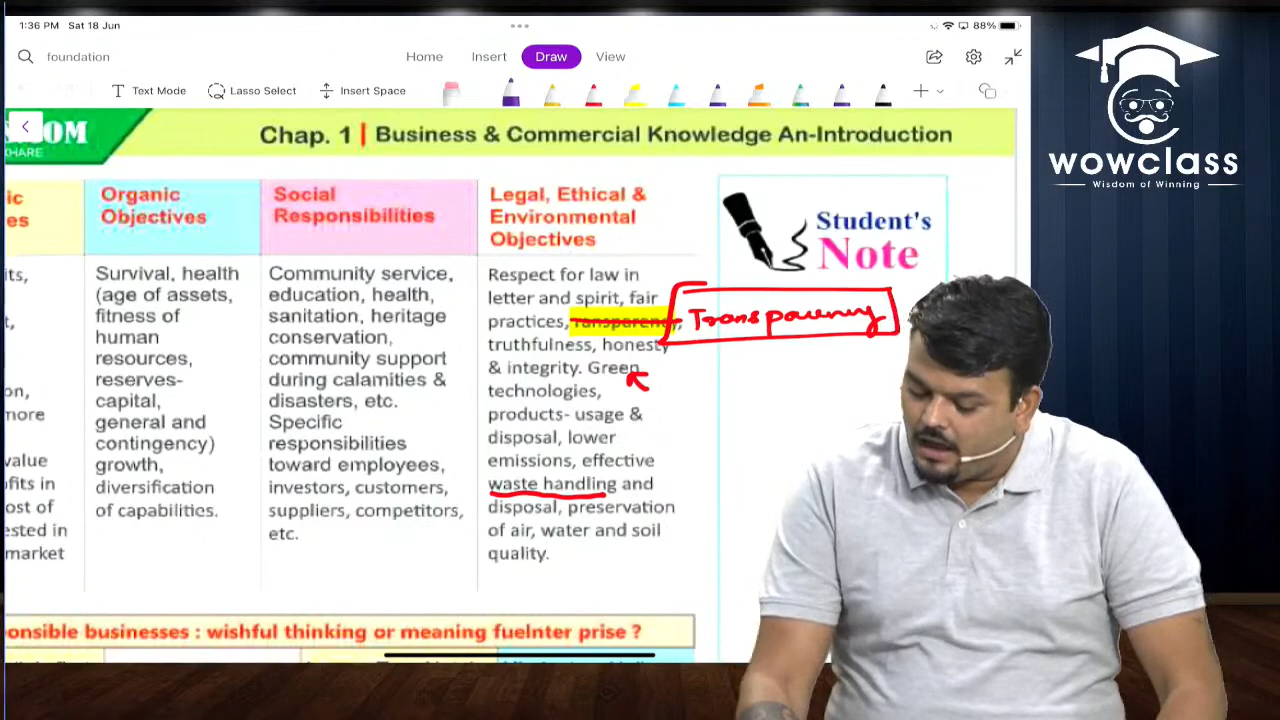 1:36 PM Sat 18 Jun
88%
foundation
Home Insert Draw View
Text Mode Lasso Select Insert Space
OM
HARE
Chap. 1 | Business & Commercial Knowledge An-Introduction
wowclass
Wisdom of Winning
Organic
Objectives
Survival, health
(age of assets,
fitness of
human
resources,
reserves-
capital,
general and
contingency)
growth,
diversification
of capabilities.
Social
Responsibilities
Community service,
education, health,
sanitation, heritage
conservation,
community support
during calamities &
disasters, etc.
Specific
responsibilities
toward employees,
investors, customers,
suppliers, competitors,
etc.
Legal, Ethical &
Environmental
Objectives
Respect for law in
letter and spirit, fair
practices, ransparency,
truthfulness, honesty
& integrity. Green
technologies,
products- usage &
disposal, lower
emissions, effective
waste handling and
disposal, preservation
of air, water and soil
quality.
Student's
Note
Transparency
onsible businesses : wishful thinking or meaning fuelnter prise ?